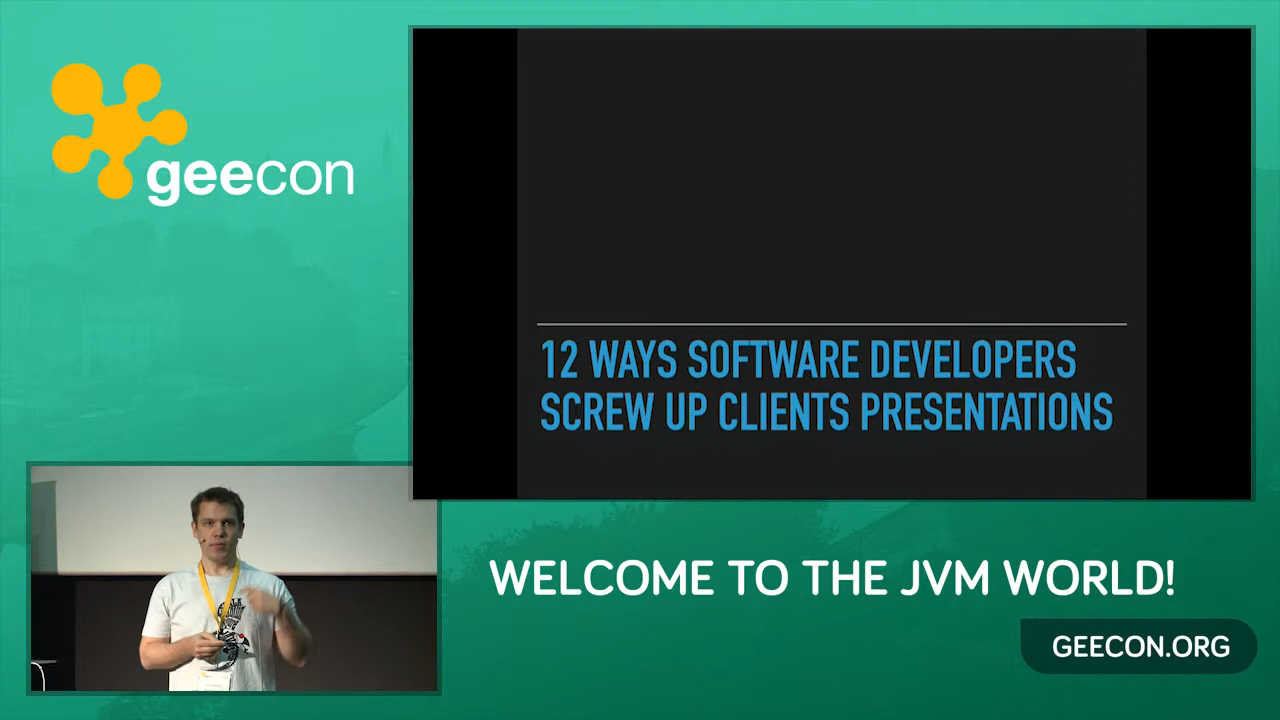 geecon
12 WAYS SOFTWARE DEVELOPERS
SCREW UP CLIENTS PRESENTATIONS
WELCOME TO THE JVM WORLD!
GEECON.ORG